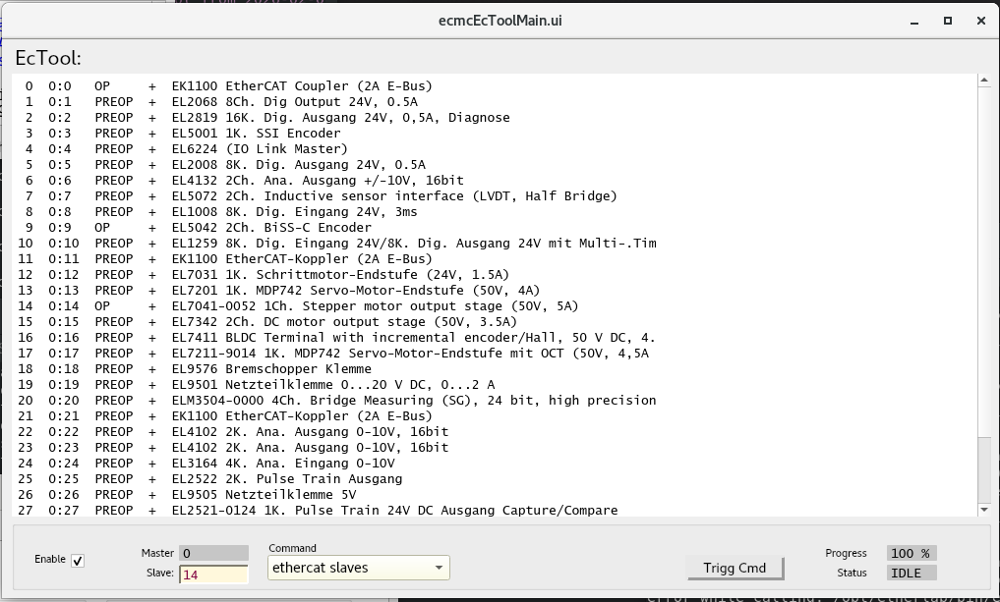 ecmcEcToolMain.ui
EcTool:
0 0:0 OP + EK1100 EtherCAT Coupler (2A E-Bus)
1 0:1 PREOP + EL2068 8Ch. Dig Output 24V, 0.5A
2 0:2 PREOP + EL2819 16K. Dig. Ausgang 24V, 0,5A, Diagnose
3 0:3 PREOP + EL5001 1K. SSI Encoder
4 0:4 PREOP + EL6224 (IO Link Master)
5 0:5 PREOP + EL2008 8K. Dig. Ausgang 24V, 0.5A
6 0:6 PREOP + EL4132 2Ch. Ana. Ausgang +/-10V, 16bit
7 0:7 PREOP + EL5072 2Ch. Inductive sensor interface (LVDT, Half Bridge)
8 0:8 PREOP + EL1008 8K. Dig. Eingang 24V, 3ms
9 0:9 OP + EL5042 2Ch. BiSS-C Encoder
10 0:10 PREOP + EL1259 8K. Dig. Eingang 24V/8K. Dig. Ausgang 24V mit Multi-.Tim
11 0:11 PREOP + EK1100 EtherCAT-Koppler (2A E-Bus)
12 0:12 PREOP + EL7031 1K. Schrittmotor-Endstufe (24V, 1.5A)
13 0:13 PREOP + EL7201 1K. MDP742 Servo-Motor-Endstufe (50V, 4A)
14 0:14 OP + EL7041-0052 1Ch. Stepper motor output stage (50V, 5A)
15 0:15 PREOP + EL7342 2Ch. DC motor output stage (50V, 3.5A)
16 0:16 PREOP + EL7411 BLDC Terminal with incremental encoder/Hall, 50 V DC, 4.
17 0:17 PREOP + EL7211-9014 1K. MDP742 Servo-Motor-Endstufe mit OCT (50V, 4,5A
18 0:18 PREOP + EL9576 Bremschopper Klemme
19 0:19 PREOP + EL9501 Netzteilklemme 0...20 V DC, 0...2 A
20 0:20 PREOP + ELM3504-0000 4Ch. Bridge Measuring (SG), 24 bit, high precision
21 0:21 PREOP + EK1100 EtherCAT-Koppler (2A E-Bus)
22 0:22 PREOP + EL4102 2K. Ana. Ausgang 0-10V, 16bit
23 0:23 PREOP + EL4102 2K. Ana. Ausgang 0-10V, 16bit
24 0:24 PREOP + EL3164 4K. Ana. Eingang 0-10V
25 0:25 PREOP + EL2522 2K. Pulse Train Ausgang
26 0:26 PREOP + EL9505 Netzteilklemme 5V
27 0:27 PREOP + EL2521-0124 1K. Pulse Train 24V DC Ausgang Capture/Compare
Enable
Master 0
Slave: 14
Command
ethercat slaves
Trigg Cmd
Progress 100 %
Status IDLE